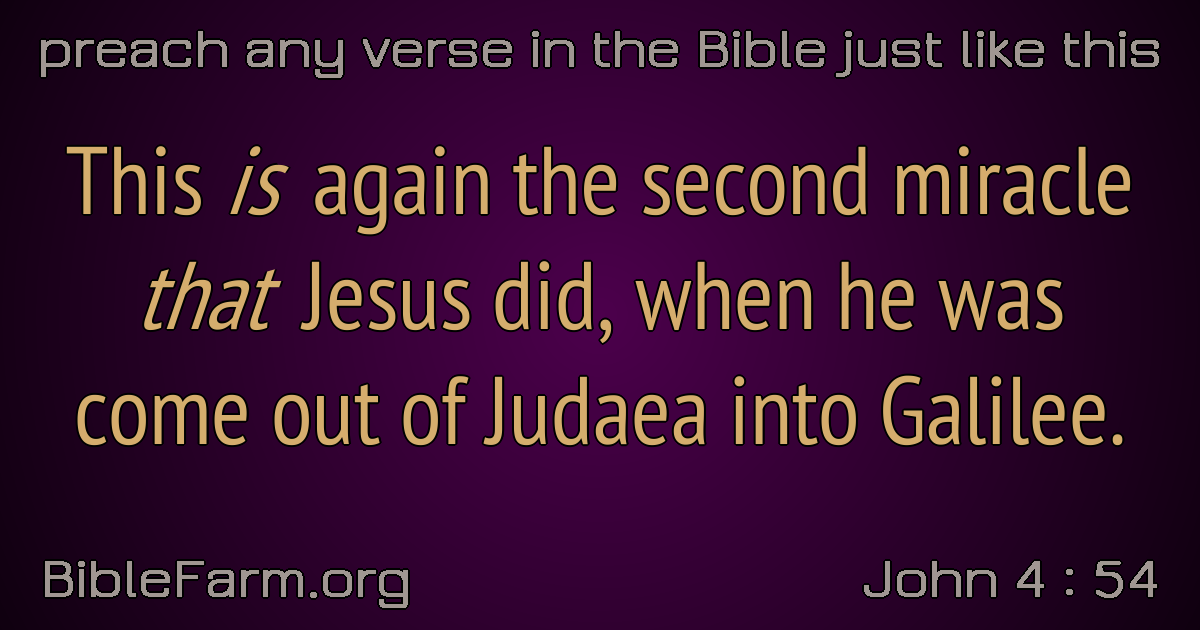 preach any verse in the Bible just like this
This is again the second miracle
that Jesus did, when he was
come out of Judaea into Galilee.
BibleFarm.org
John 4 : 54